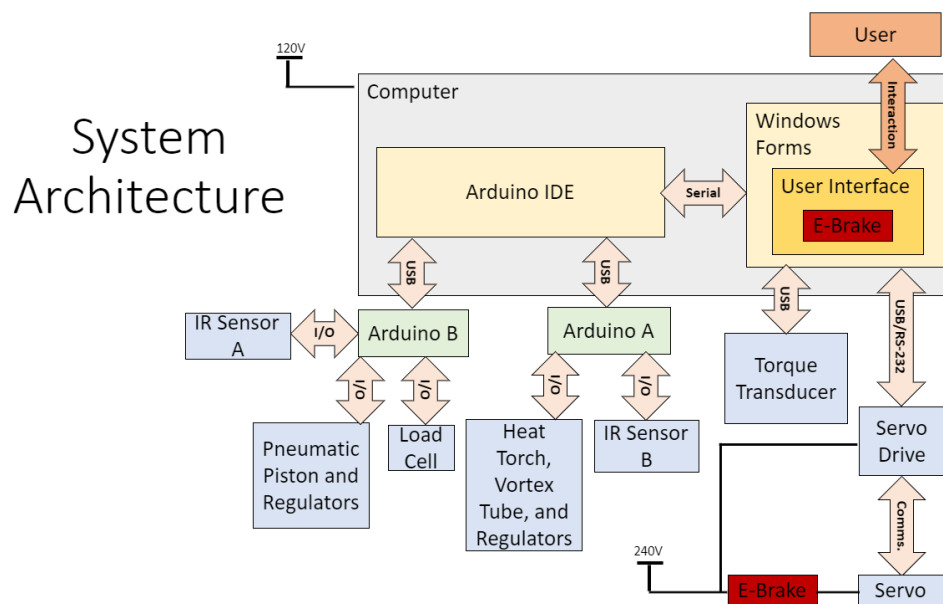 System
Architecture
120V
User
Computer
Interaction
Windows
Forms
Arduino IDE
Serial
User Interface
E-Brake
USB
USB
USB
USB/RS-232
IR Sensor
A
I/O
Arduino B
Arduino A
I/O
I/O
I/O
I/O
Torque
Transducer
Pneumatic
Piston and
Regulators
Load
Cell
Heat
Torch,
Vortex
Tube, and
Regulators
IR Sensor
B
Servo
Drive
Comms.
240V
E-Brake
Servo